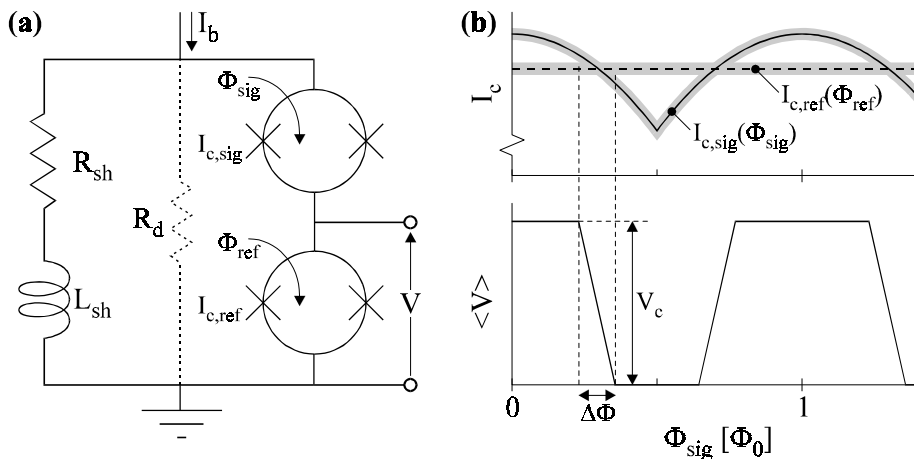 (a)
I_b
Φ_sig
I_c,sig
R_sh
R_d
Φ_ref
I_c,ref
L_sh
V
(b)
I_c
I_c,ref(Φ_ref)
I_c,sig(Φ_sig)
<V>
V_c
0
ΔΦ
1
Φ_sig [Φ_0]